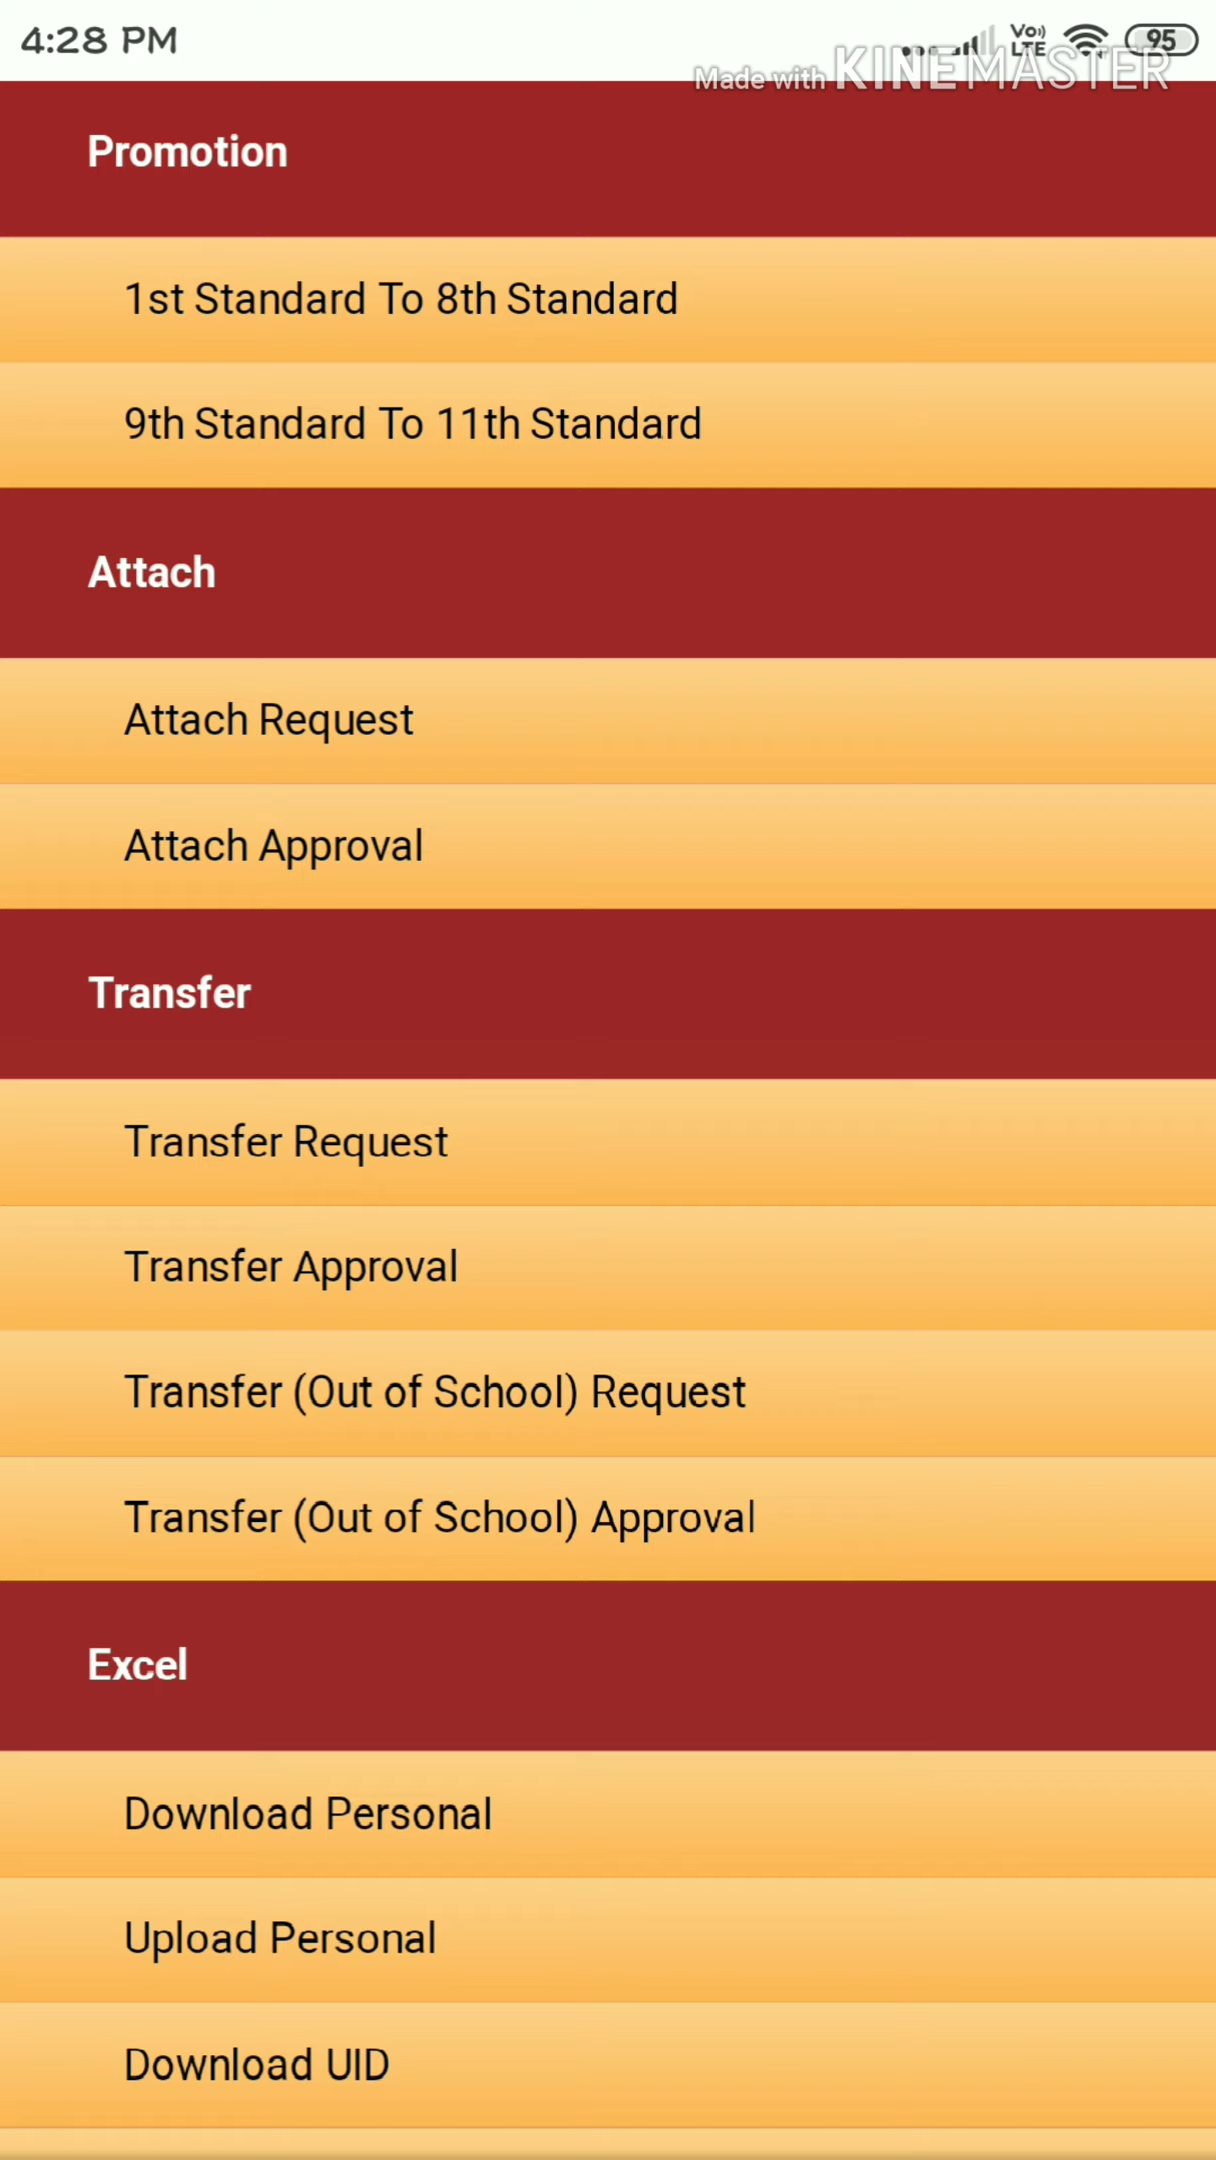 4:28 PM
Vo)) LTE
95
Made with KINEMASTER
Promotion
1st Standard To 8th Standard
9th Standard To 11th Standard
Attach
Attach Request
Attach Approval
Transfer
Transfer Request
Transfer Approval
Transfer (Out of School) Request
Transfer (Out of School) Approval
Excel
Download Personal
Upload Personal
Download UID